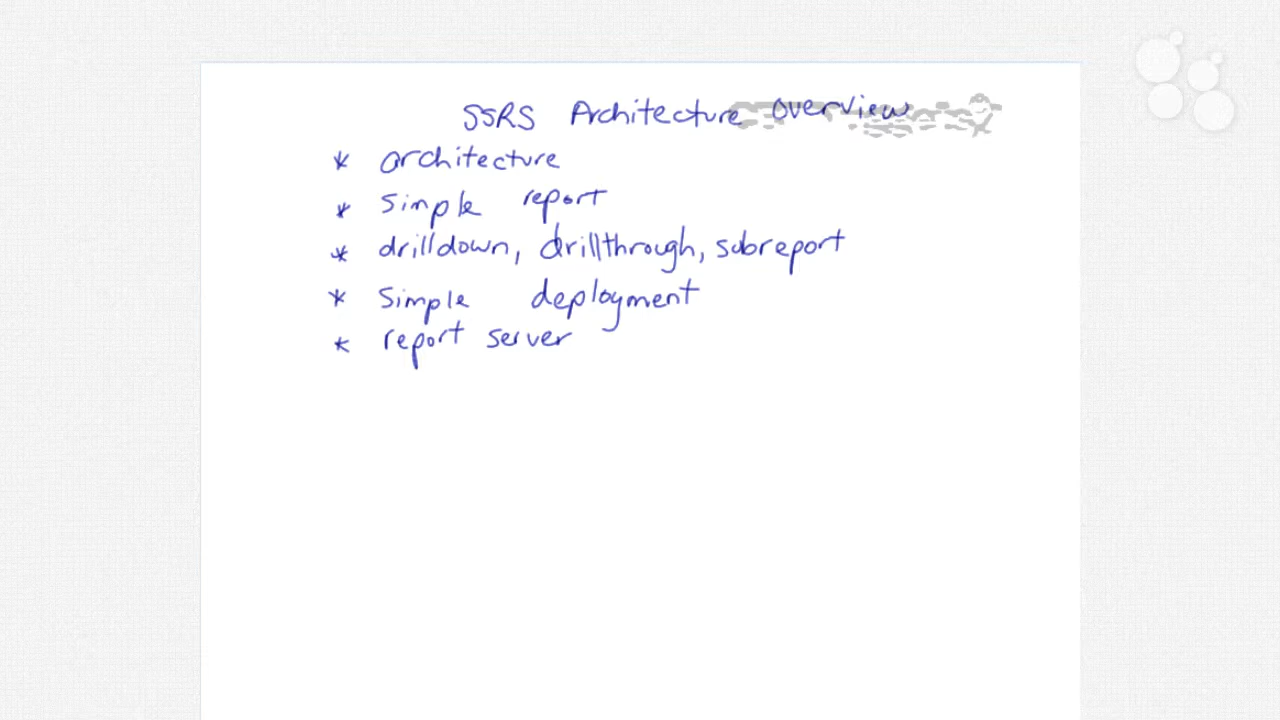 SSRS Architecture overview
* architecture
* simple report
* drilldown, drillthrough, subreport
* simple deployment
* report server